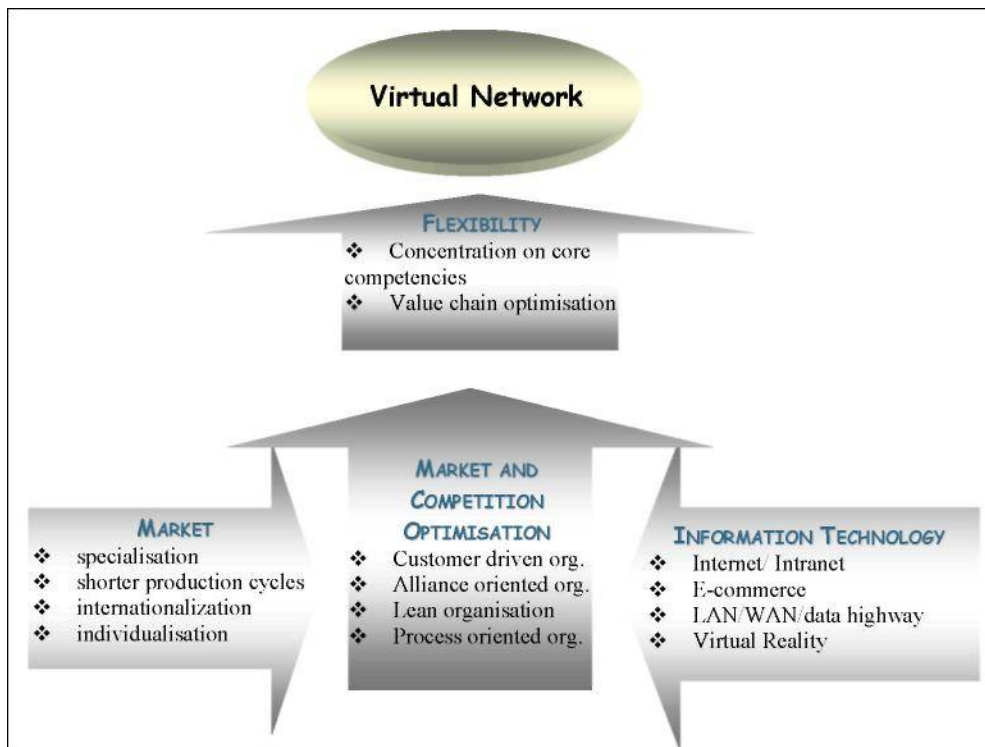 Virtual Network
FLEXIBILITY
❖ Concentration on core
competencies
❖ Value chain optimisation
MARKET
❖ specialisation
❖ shorter production cycles
❖ internationalization
❖ individualisation
MARKET AND
COMPETITION
OPTIMISATION
❖ Customer driven org.
❖ Alliance oriented org.
❖ Lean organisation
❖ Process oriented org.
INFORMATION TECHNOLOGY
❖ Internet/ Intranet
❖ E-commerce
❖ LAN/WAN/data highway
❖ Virtual Reality